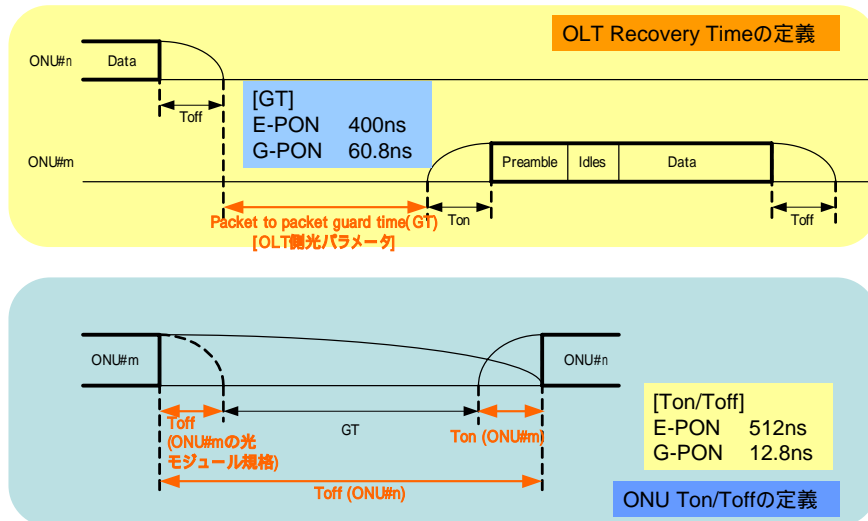 OLT Recovery Timeの定義
ONU#n
Data
Toff
[GT]
E-PON 400ns
G-PON 60.8ns
ONU#m
Preamble
Idles
Data
Packet to packet guard time(GT)
[OLT側光パラメータ]
Ton
Toff
ONU#m
ONU#n
Toff
(ONU#mの光
モジュール規格)
GT
Ton (ONU#m)
Toff (ONU#n)
[Ton/Toff]
E-PON 512ns
G-PON 12.8ns
ONU Ton/Toffの定義